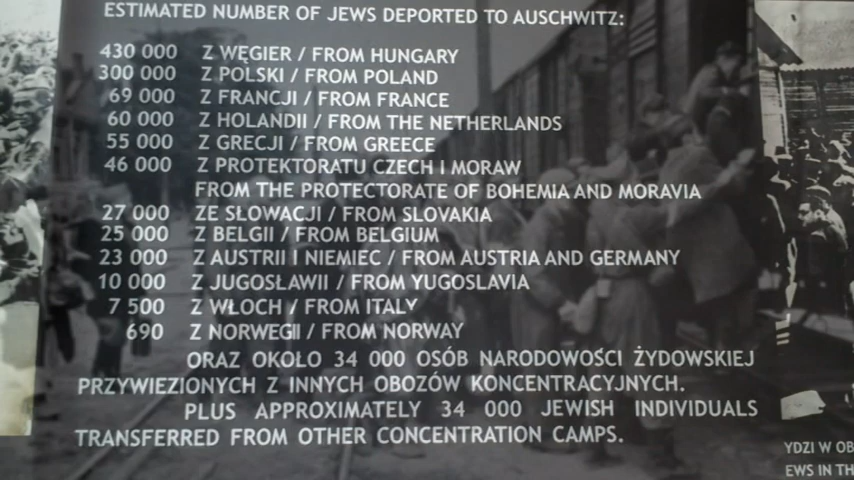 ESTIMATED NUMBER OF JEWS DEPORTED TO AUSCHWITZ:
430 000 Z WĘGIER / FROM HUNGARY
300 000 Z POLSKI / FROM POLAND
69 000 Z FRANCJI / FROM FRANCE
60 000 Z HOLANDII / FROM THE NETHERLANDS
55 000 Z GRECJI / FROM GREECE
46 000 Z PROTEKTORATU CZECH I MORAW
FROM THE PROTECTORATE OF BOHEMIA AND MORAVIA
27 000 ZE SŁOWACJI / FROM SLOVAKIA
25 000 Z BELGII / FROM BELGIUM
23 000 Z AUSTRII I NIEMIEC / FROM AUSTRIA AND GERMANY
10 000 Z JUGOSŁAWII / FROM YUGOSLAVIA
7 500 Z WŁOCH / FROM ITALY
690 Z NORWEGII / FROM NORWAY
ORAZ OKOŁO 34 000 OSÓB NARODOWOŚCI ŻYDOWSKIEJ
PRZYWIEZIONYCH Z INNYCH OBOZÓW KONCENTRACYJNYCH.
PLUS APPROXIMATELY 34 000 JEWISH INDIVIDUALS
TRANSFERRED FROM OTHER CONCENTRATION CAMPS.
YDZI W OB
EWS IN TH